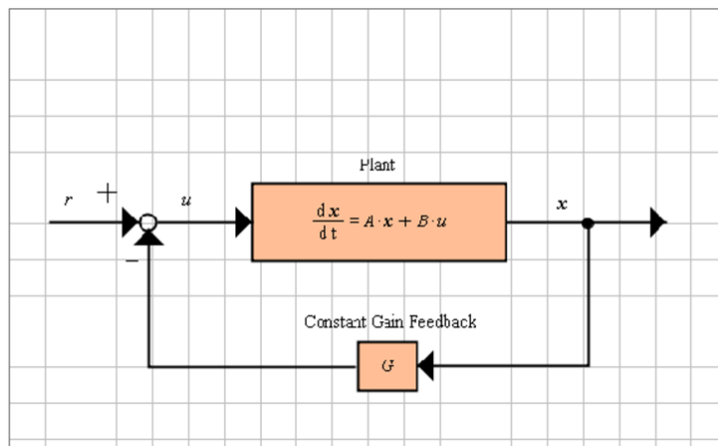 Plant
r + u
dx/dt = A·x + B·u
x
−
Constant Gain Feedback
G